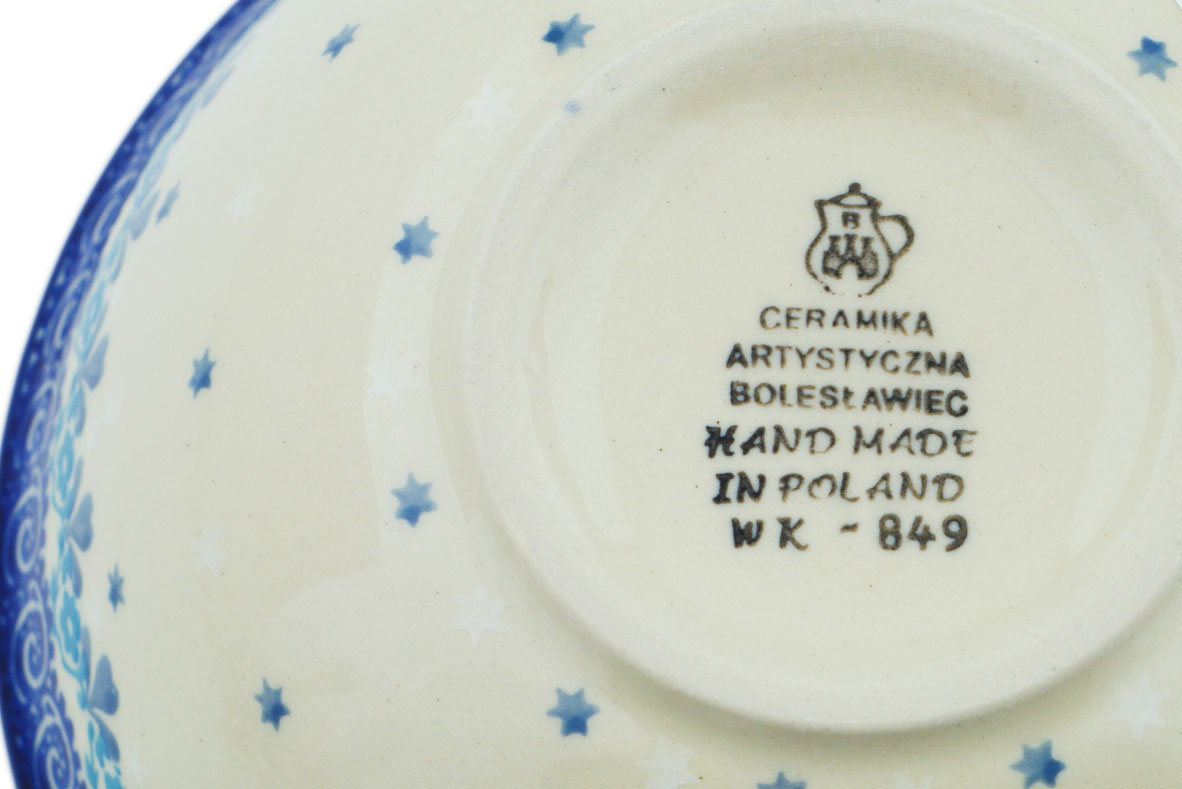 B
CERAMIKA
ARTYSTYCZNA
BOLESŁAWIEC
HAND MADE
IN POLAND
WK - 849